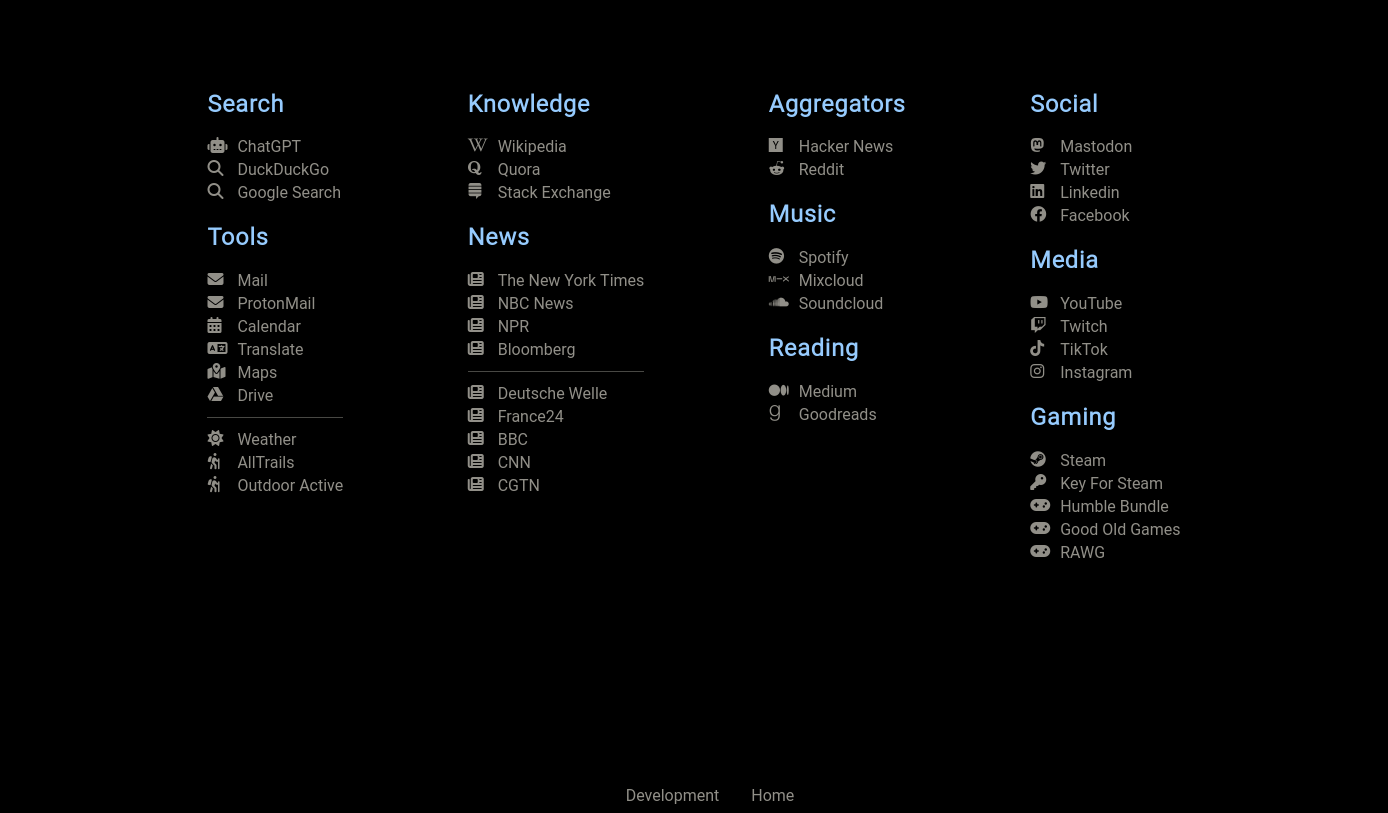 Search
ChatGPT
DuckDuckGo
Google Search
Tools
Mail
ProtonMail
Calendar
Translate
Maps
Drive
Weather
AllTrails
Outdoor Active
Knowledge
Wikipedia
Quora
Stack Exchange
News
The New York Times
NBC News
NPR
Bloomberg
Deutsche Welle
France24
BBC
CNN
CGTN
Aggregators
Hacker News
Reddit
Music
Spotify
Mixcloud
Soundcloud
Reading
Medium
Goodreads
Social
Mastodon
Twitter
Linkedin
Facebook
Media
YouTube
Twitch
TikTok
Instagram
Gaming
Steam
Key For Steam
Humble Bundle
Good Old Games
RAWG
Development Home